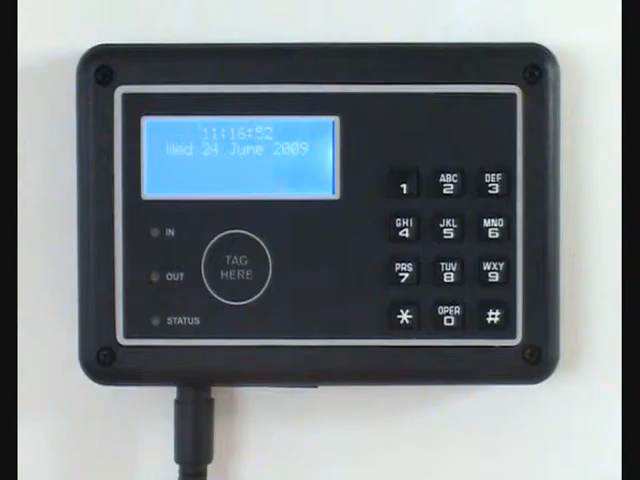 11:16:52
Wed 24 June 2009
IN
OUT
STATUS
TAG
HERE
1
ABC
2
DEF
3
GHI
4
JKL
5
MNO
6
PRS
7
TUV
8
WXY
9
*
OPER
0
#